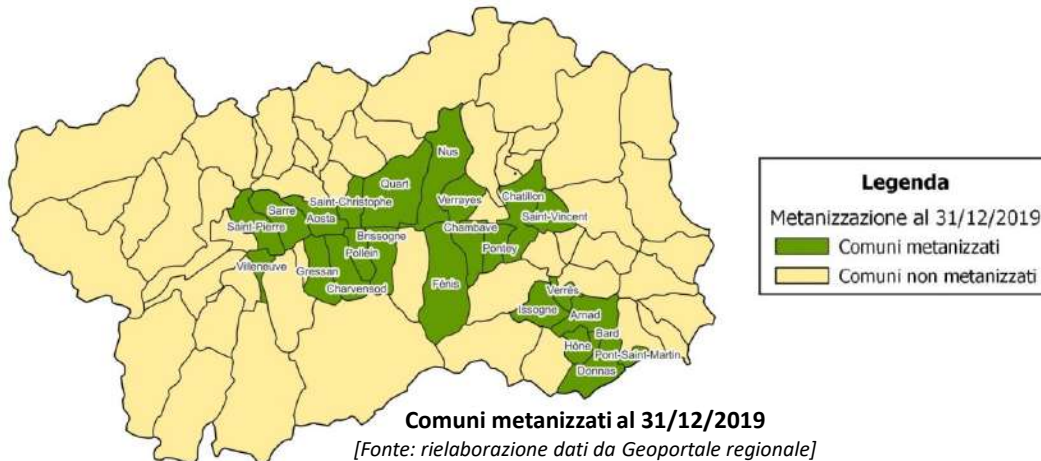 Nus
Quart
Saint-Christophe
Verrayes
Chatillon
Sarre
Aosta
Saint-Vincent
Saint-Pierre
Chambave
Brissogne
Pollein
Pontey
Villeneuve
Gressan
Charvensod
Fénis
Verrès
Issogne
Arnad
Bard
Hône
Pont-Saint-Martin
Donnas
Legenda
Metanizzazione al 31/12/2019
Comuni metanizzati
Comuni non metanizzati
Comuni metanizzati al 31/12/2019
[Fonte: rielaborazione dati da Geoportale regionale]